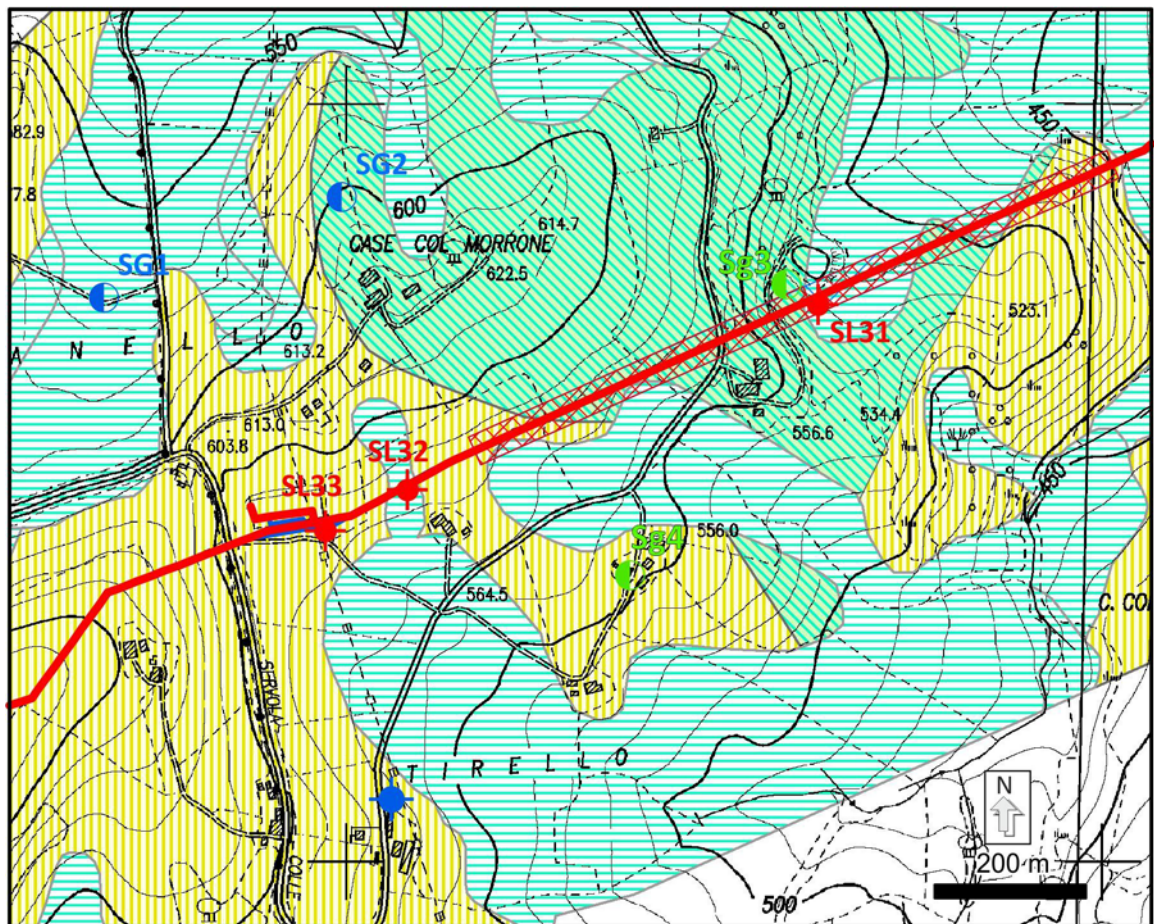 550
450
82.9
7.8
SG2
600
614.7
CASE COL MORRONE
622.5
SG1
Sg3
SL31
523.1
A N E L L O
613.2
613.0
603.8
534.4
556.6
SL32
SL33
450
556.0
Sg4
564.5
C. CO
SERVOLA
T I R E L L O
N
200 m
COLLE
500